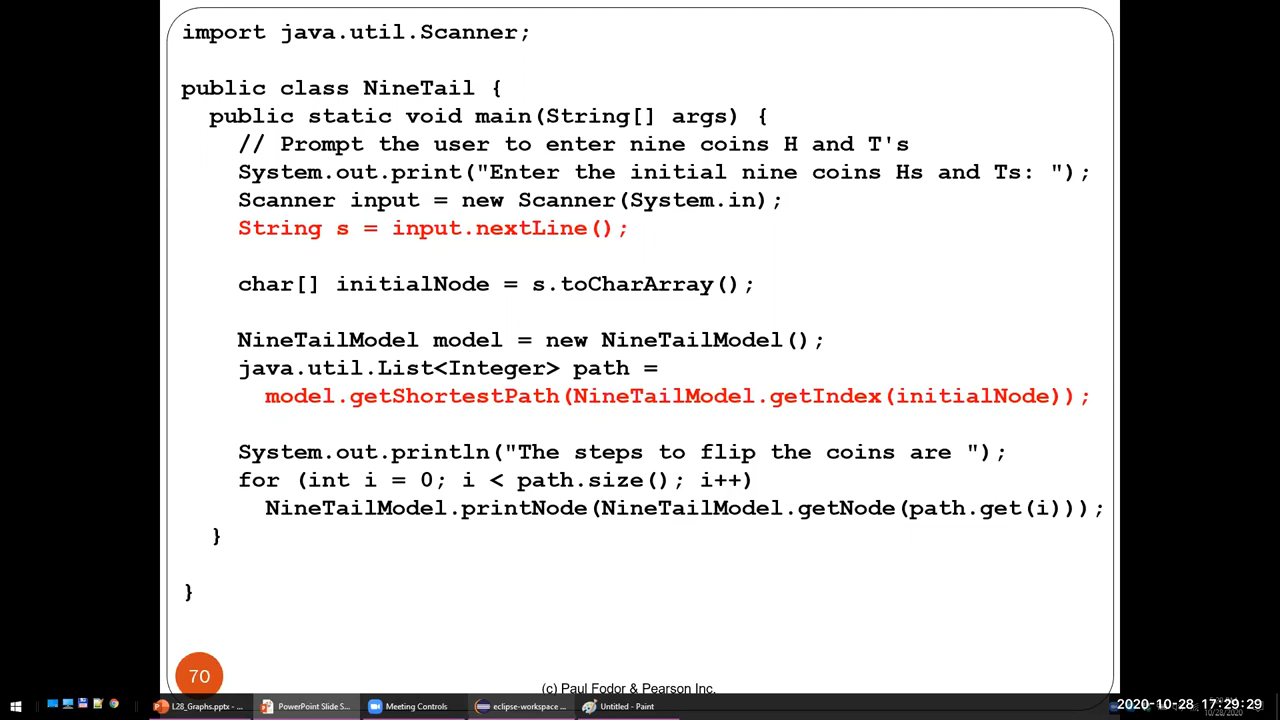 import java.util.Scanner;
public class NineTail {
public static void main(String[] args) {
// Prompt the user to enter nine coins H and T's
System.out.print("Enter the initial nine coins Hs and Ts: ");
Scanner input = new Scanner(System.in);
String s = input.nextLine();
char[] initialNode = s.toCharArray();
NineTailModel model = new NineTailModel();
java.util.List<Integer> path =
model.getShortestPath(NineTailModel.getIndex(initialNode));
System.out.println("The steps to flip the coins are ");
for (int i = 0; i < path.size(); i++)
NineTailModel.printNode(NineTailModel.getNode(path.get(i)));
}
}
70
(c) Paul Fodor & Pearson Inc.
L28_Graphs.pptx - PowerPoint Slide S... Meeting Controls eclipse-workspace Untitled - Paint 2020-10-28 17:29:29